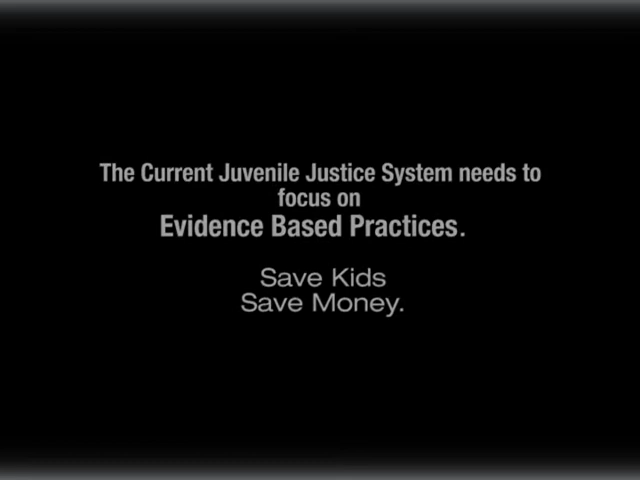 The Current Juvenile Justice System needs to
focus on
Evidence Based Practices.
Save Kids
Save Money.